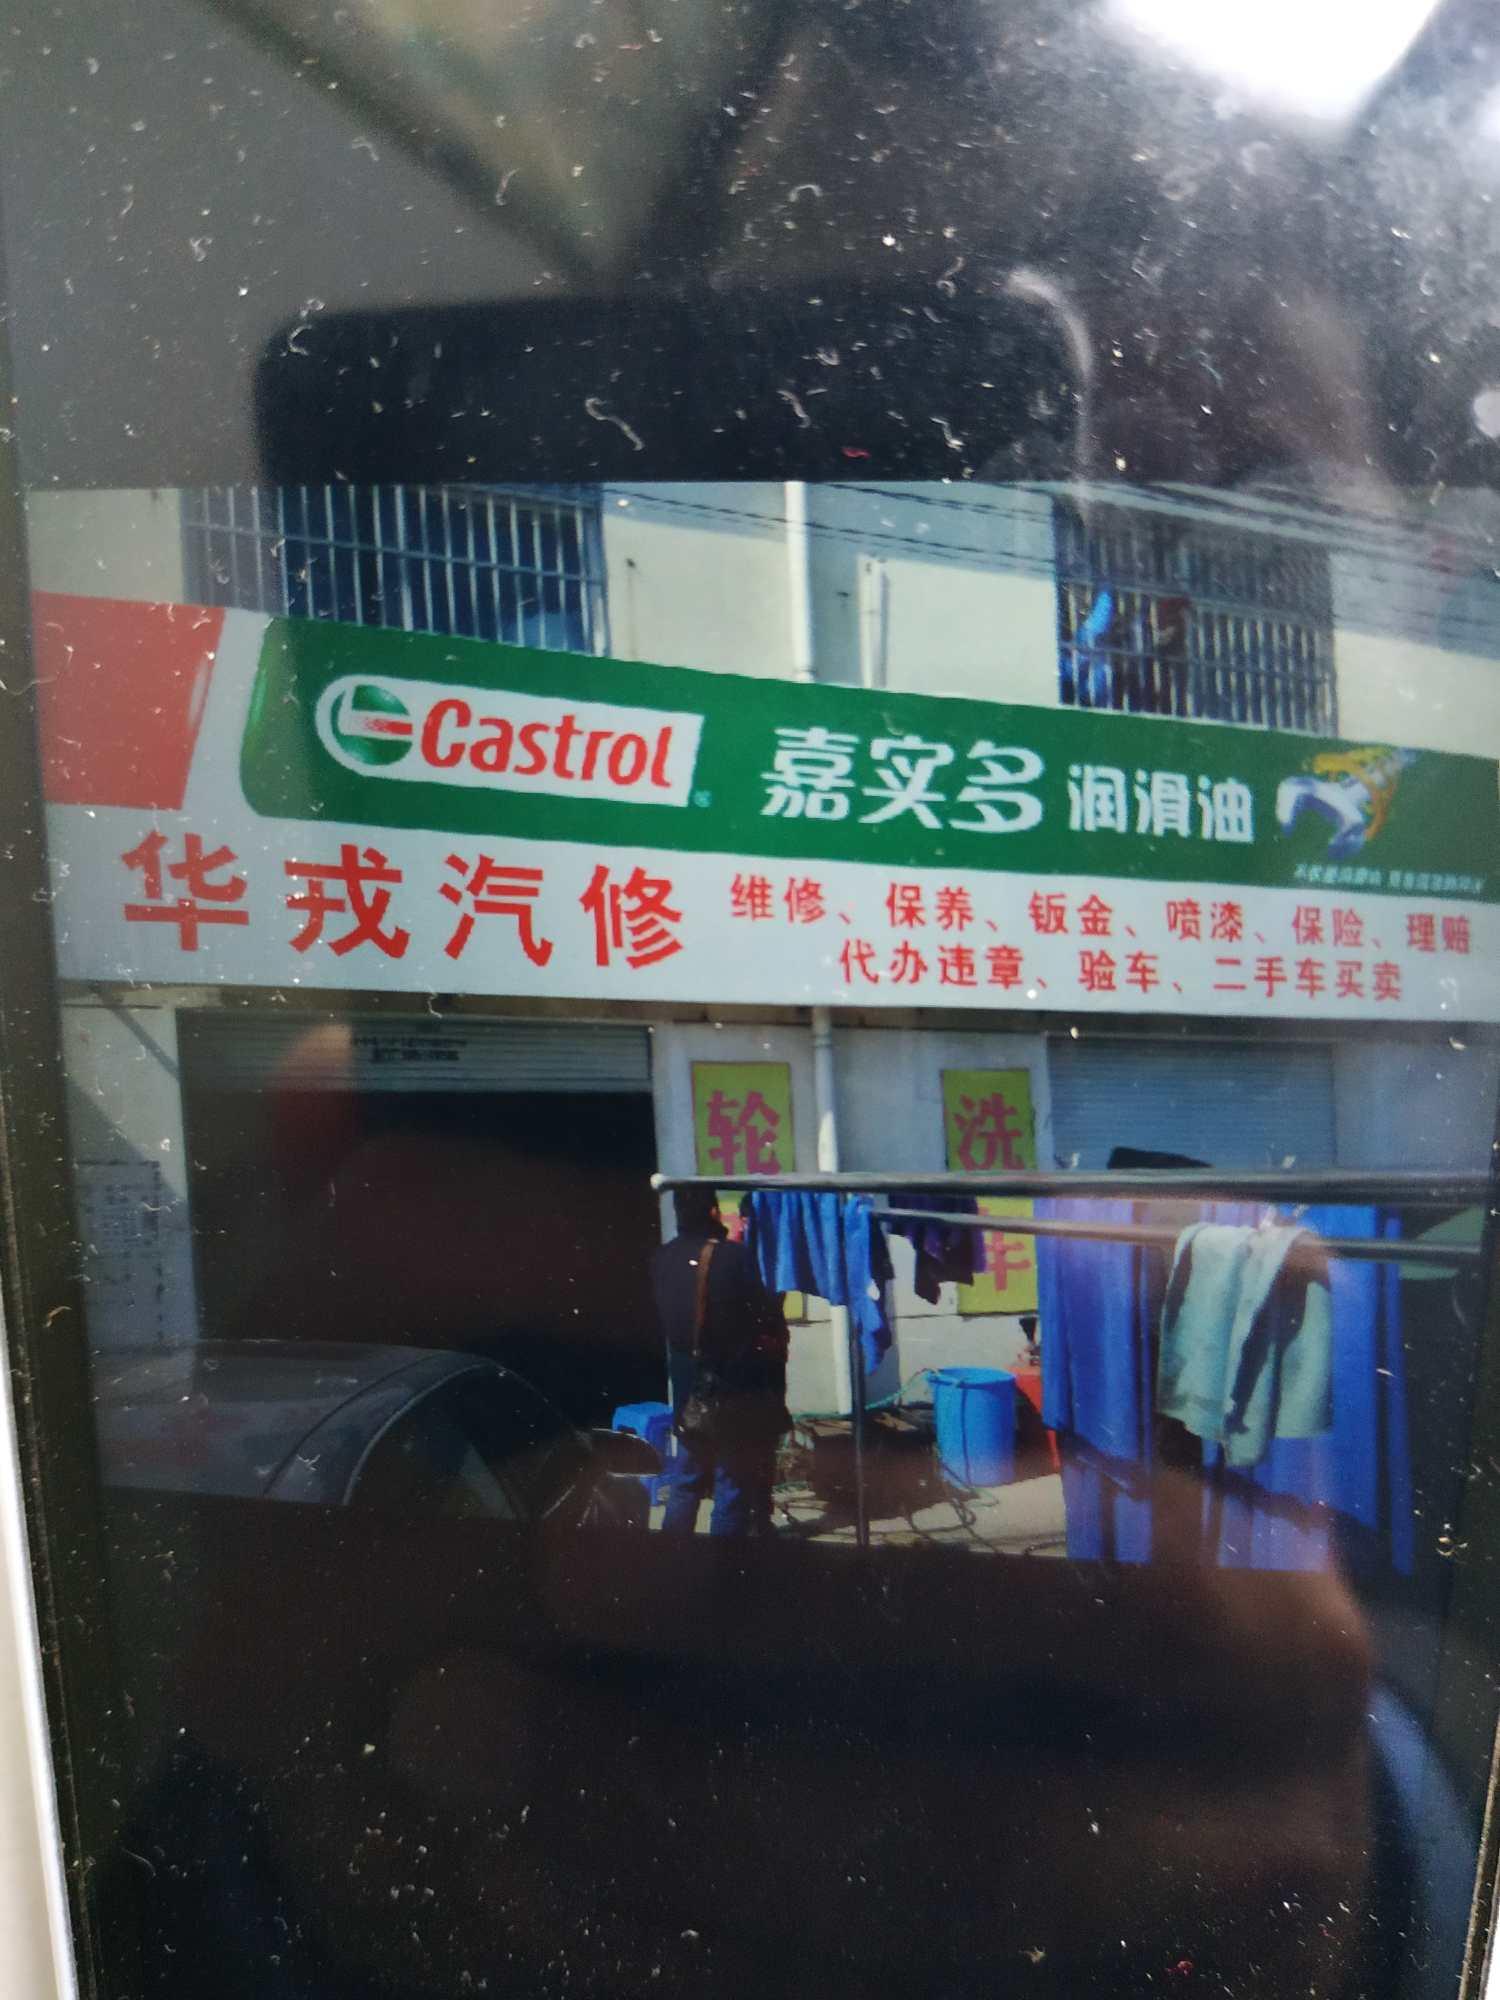 Castrol 嘉实多 润滑油
华戎汽修
维修、保养、钣金、喷漆、保险、理赔
代办违章、验车、二手车买卖
轮
洗
车